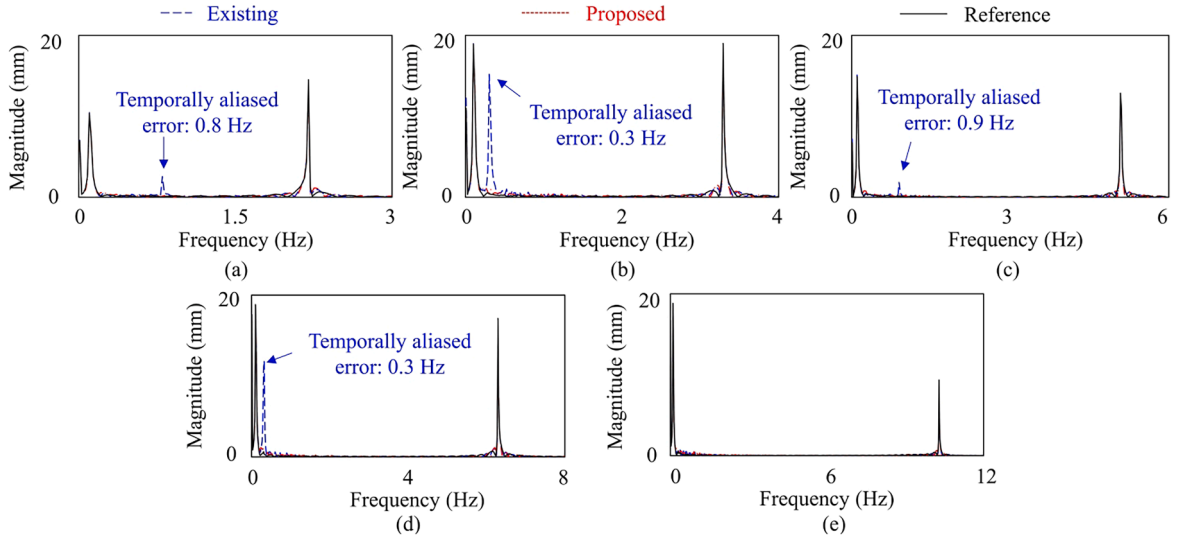 Existing Proposed Reference
20
Magnitude (mm)
Temporally aliased
error: 0.8 Hz
0
0 1.5 3
Frequency (Hz)
(a)
20
Magnitude (mm)
Temporally aliased
error: 0.3 Hz
0
0 2 4
Frequency (Hz)
(b)
20
Magnitude (mm)
Temporally aliased
error: 0.9 Hz
0
0 3 6
Frequency (Hz)
(c)
20
Magnitude (mm)
Temporally aliased
error: 0.3 Hz
0
0 4 8
Frequency (Hz)
(d)
20
Magnitude (mm)
0
0 6 12
Frequency (Hz)
(e)